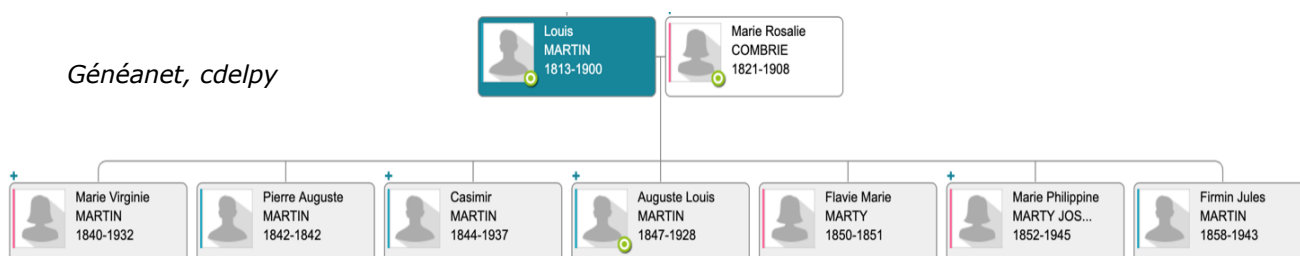 Louis
MARTIN
1813-1900
Marie Rosalie
COMBRIE
1821-1908
Généanet, cdelpy
Marie Virginie
MARTIN
1840-1932
Pierre Auguste
MARTIN
1842-1842
Casimir
MARTIN
1844-1937
Auguste Louis
MARTIN
1847-1928
Flavie Marie
MARTY
1850-1851
Marie Philippine
MARTY JOS...
1852-1945
Firmin Jules
MARTIN
1858-1943